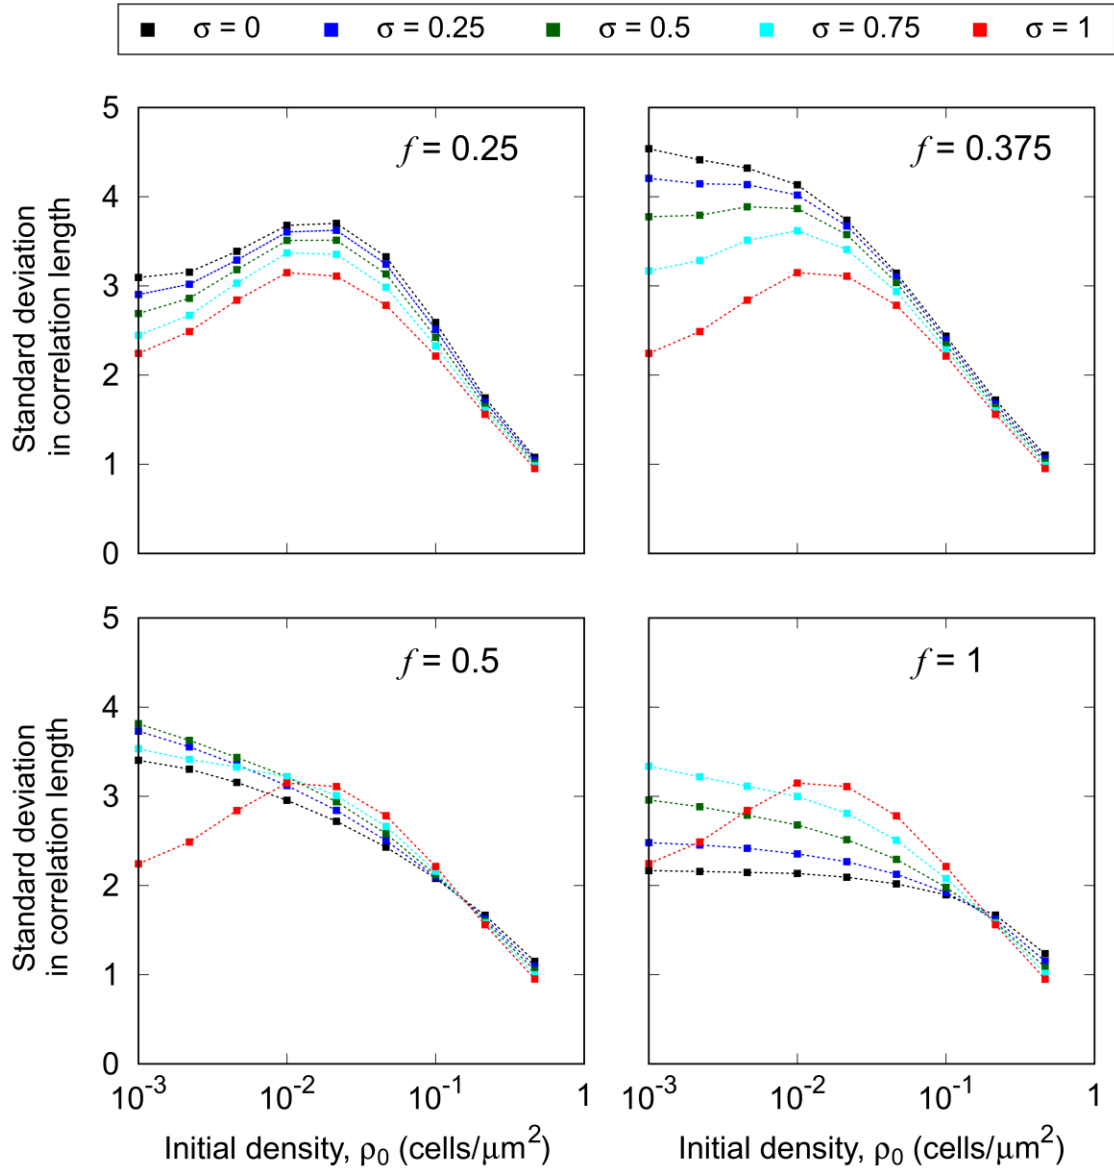 σ = 0 σ = 0.25 σ = 0.5 σ = 0.75 σ = 1
5
4
3
2
1
0
Standard deviation
in correlation length
f = 0.25
f = 0.375
5
4
3
2
1
0
Standard deviation
in correlation length
f = 0.5
f = 1
10⁻³ 10⁻² 10⁻¹ 1
10⁻³ 10⁻² 10⁻¹ 1
Initial density, ρ₀ (cells/μm²)
Initial density, ρ₀ (cells/μm²)